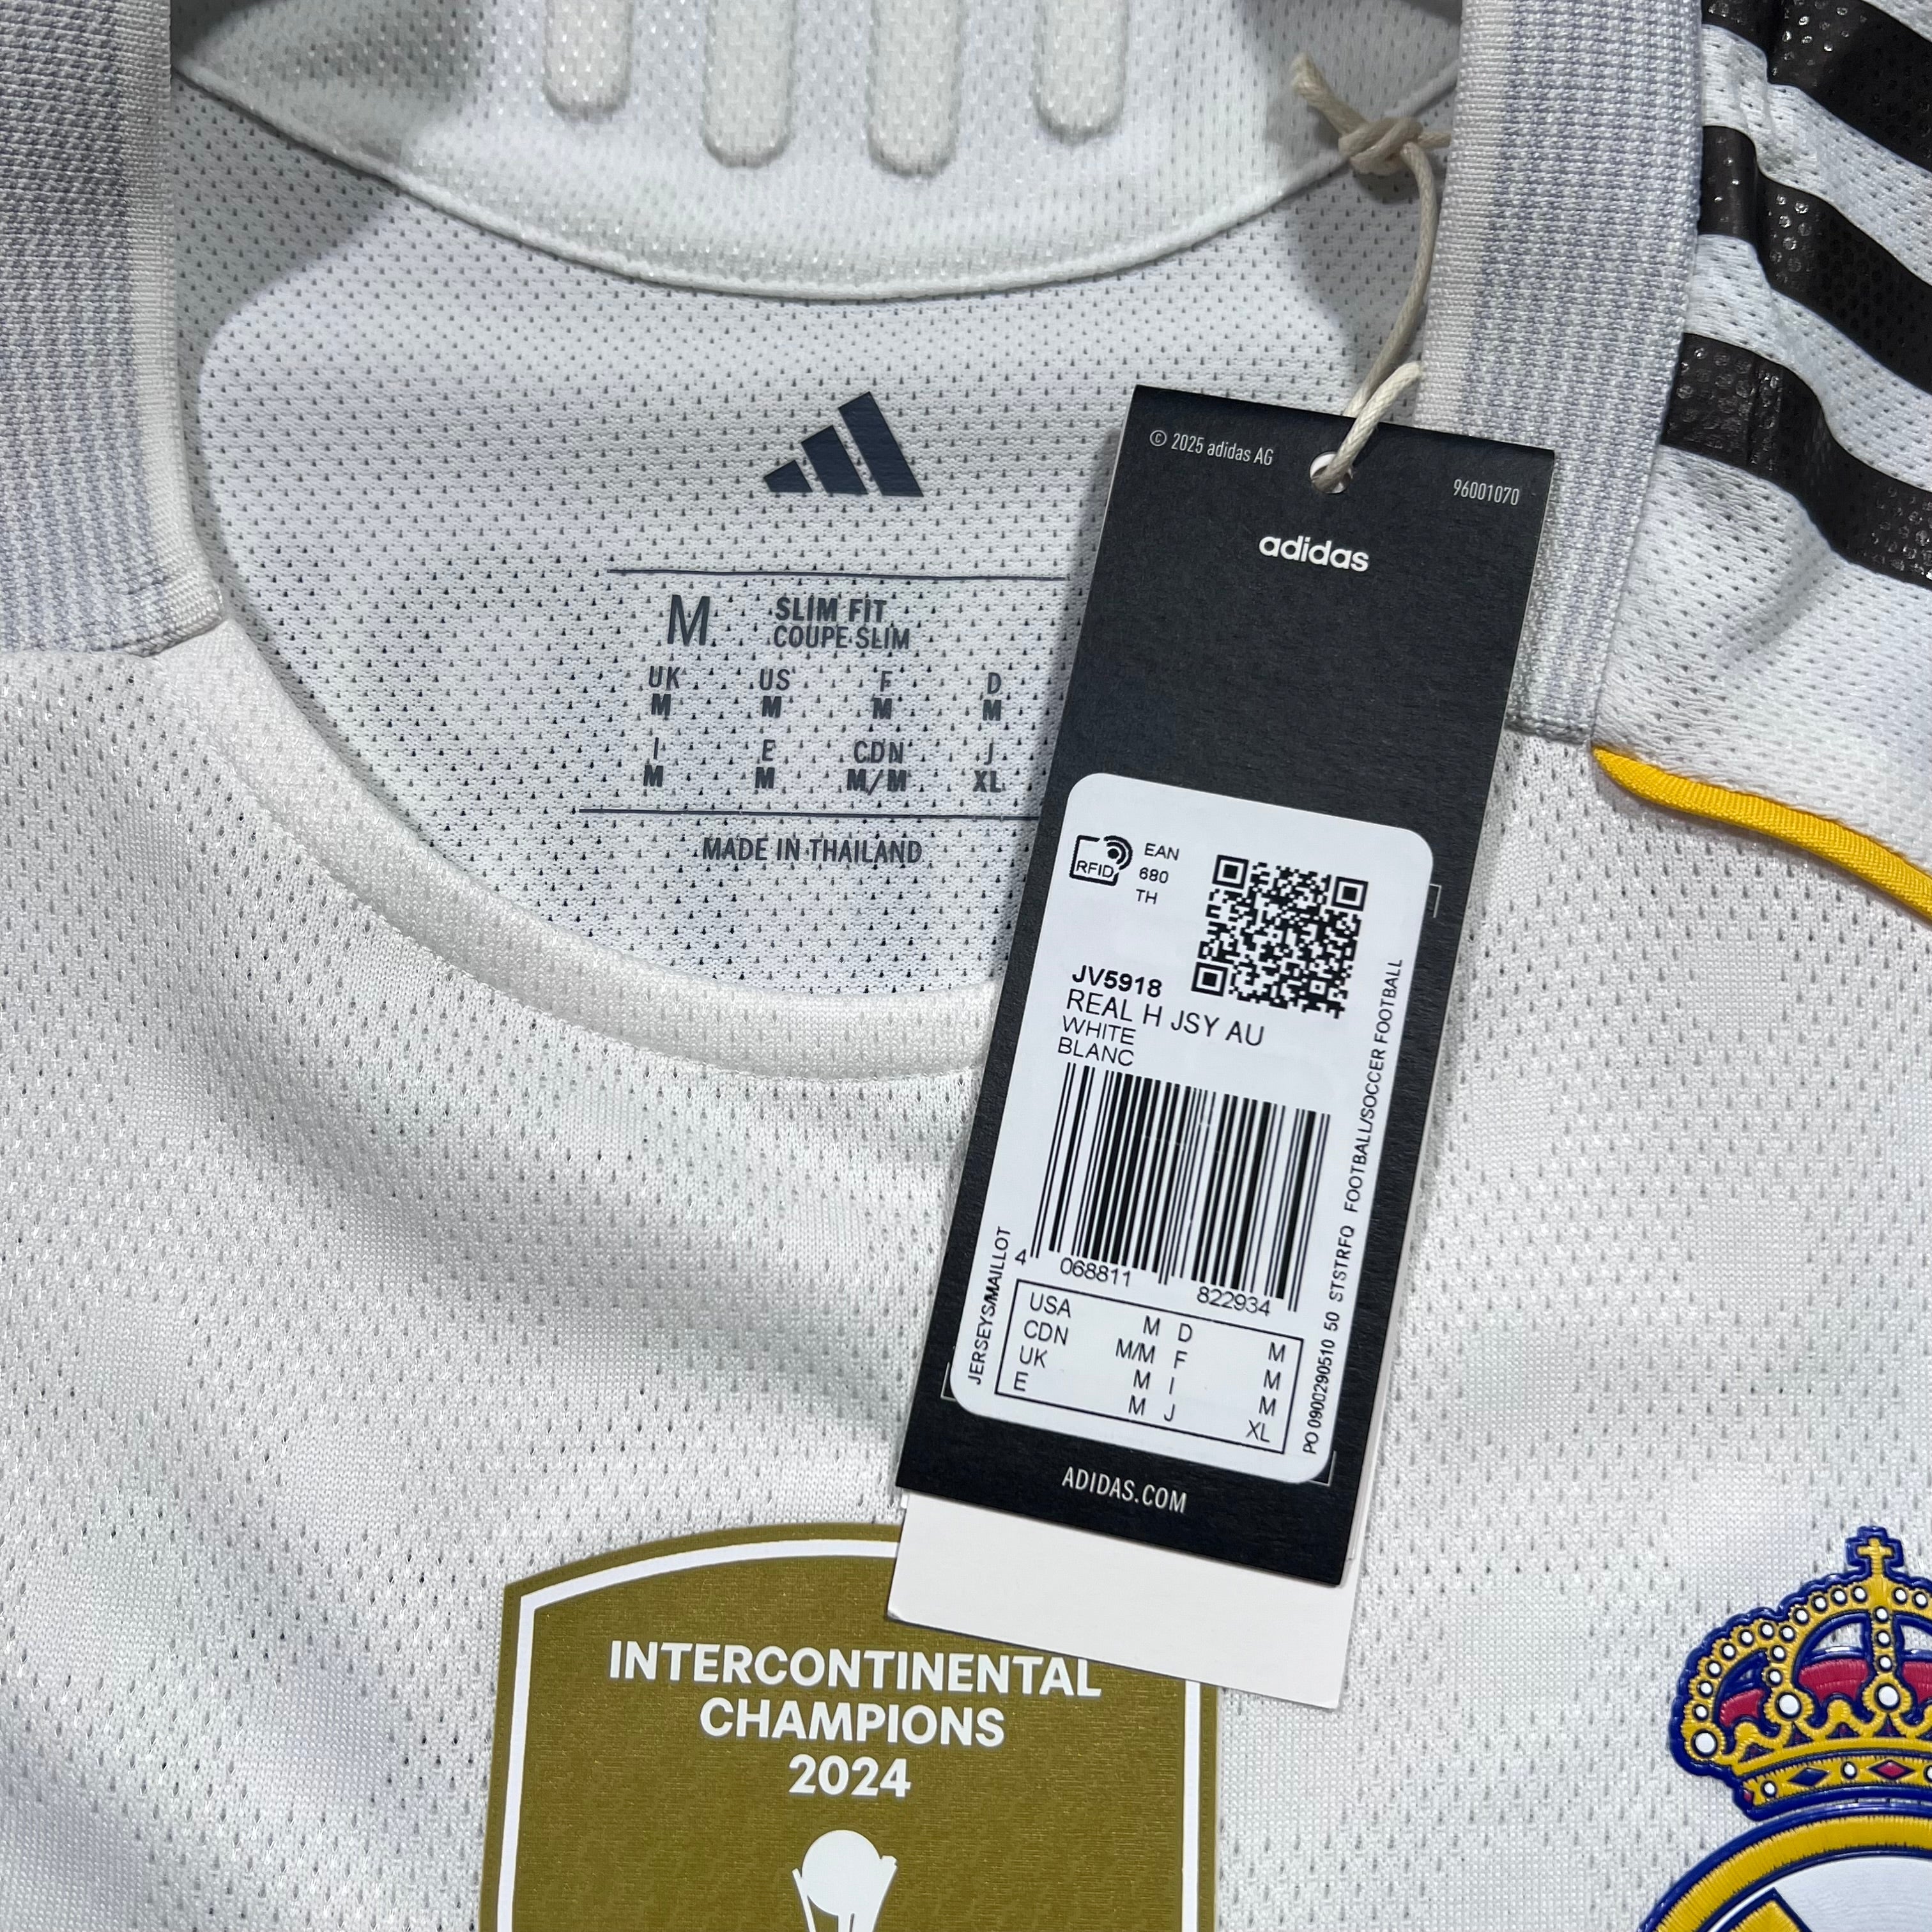 M
SLIM FIT
COUPE SLIM
UK US F D
M M M M
I E CDN J
M M M/M XL
MADE IN THAILAND
© 2025 adidas AG
96001070
adidas
RFID
EAN
680
TH
JV5918
REAL H JSY AU
WHITE
BLANC
4 068811 822934
JERSEYS/MAILLOT
USA M D M
CDN M/M F M
UK M I M
E M J XL
PO 0900290510 50 STSTRFQ FOOTBALL/SOCCER FOOTBALL
ADIDAS.COM
INTERCONTINENTAL
CHAMPIONS
2024